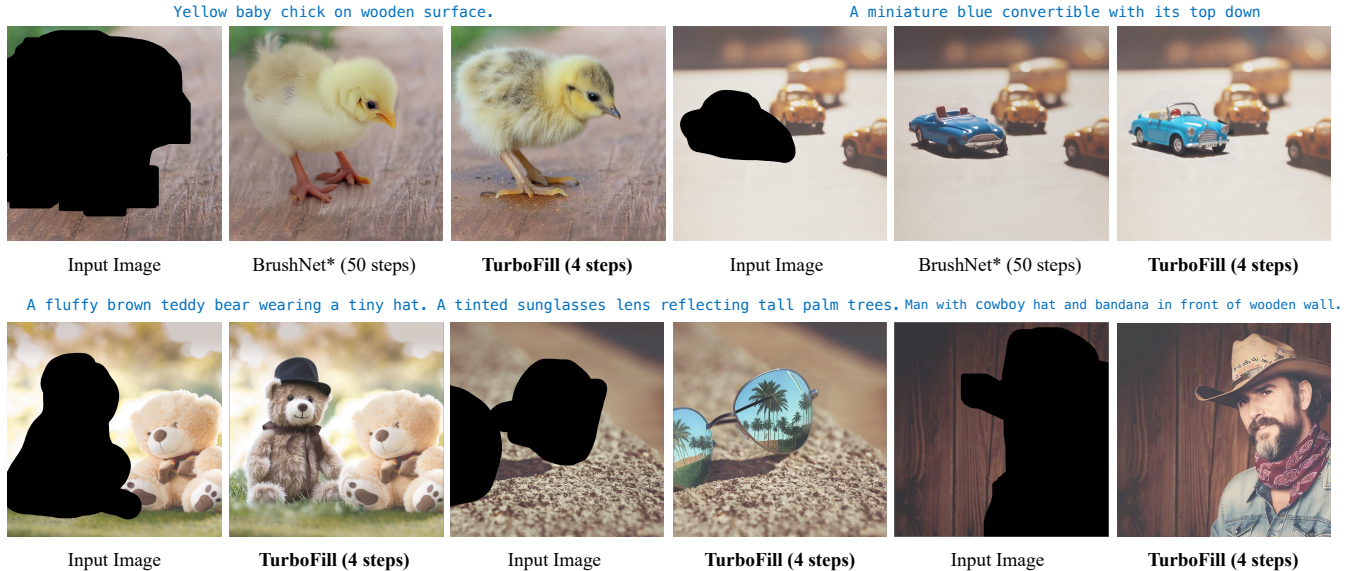 Yellow baby chick on wooden surface.
A miniature blue convertible with its top down
Input Image
BrushNet* (50 steps)
TurboFill (4 steps)
Input Image
BrushNet* (50 steps)
TurboFill (4 steps)
A fluffy brown teddy bear wearing a tiny hat.
A tinted sunglasses lens reflecting tall palm trees.
Man with cowboy hat and bandana in front of wooden wall.
Input Image
TurboFill (4 steps)
Input Image
TurboFill (4 steps)
Input Image
TurboFill (4 steps)